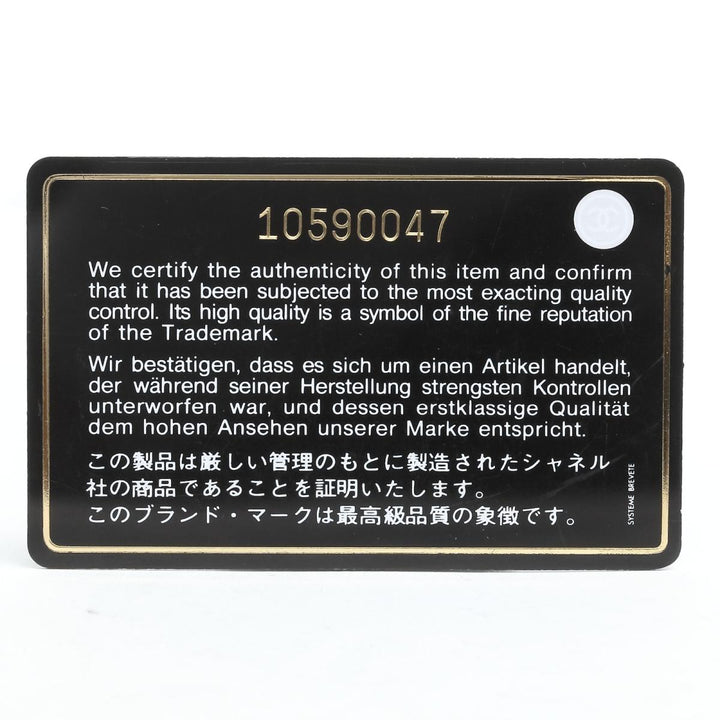 10590047
We certify the authenticity of this item and confirm
that it has been subjected to the most exacting quality
control. Its high quality is a symbol of the fine reputation
of the Trademark.
Wir bestätigen, dass es sich um einen Artikel handelt,
der während seiner Herstellung strengsten Kontrollen
unterworfen war, und dessen erstklassige Qualität
dem hohen Ansehen unserer Marke entspricht.
この製品は厳しい管理のもとに製造されたシャネル
社の商品であることを証明いたします。
このブランド・マークは最高級品質の象徴です。
SYSTEME BREVETE